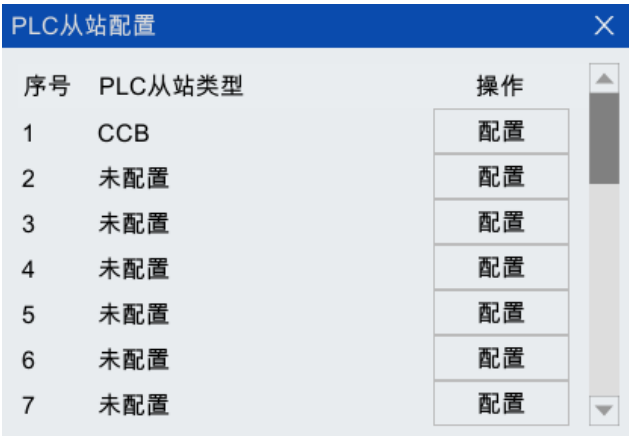 PLC从站配置
序号 PLC从站类型 操作
1 CCB 配置
2 未配置 配置
3 未配置 配置
4 未配置 配置
5 未配置 配置
6 未配置 配置
7 未配置 配置